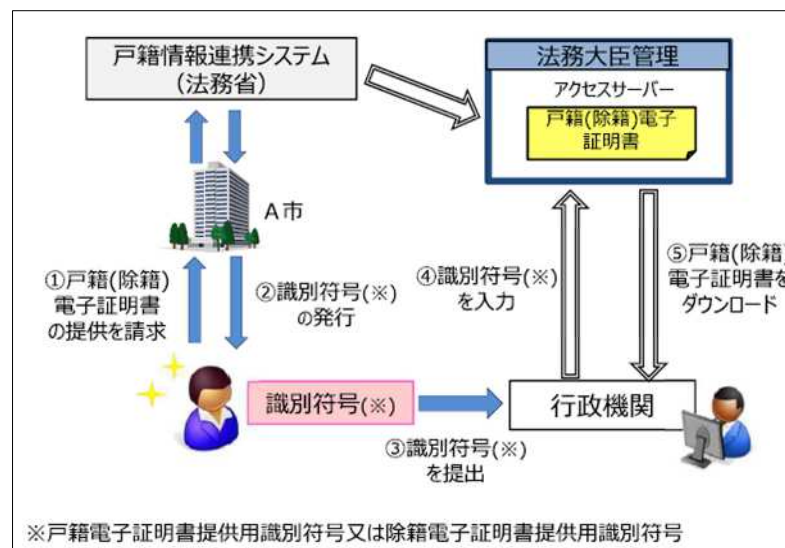 戸籍情報連携システム
(法務省)
法務大臣管理
アクセスサーバー
戸籍(除籍)電子
証明書
A市
①戸籍(除籍)
電子証明書
の提供を請求
②識別符号(※)
の発行
④識別符号(※)
を入力
⑤戸籍(除籍)
電子証明書を
ダウンロード
識別符号(※)
行政機関
③識別符号(※)
を提出
※戸籍電子証明書提供用識別符号又は除籍電子証明書提供用識別符号